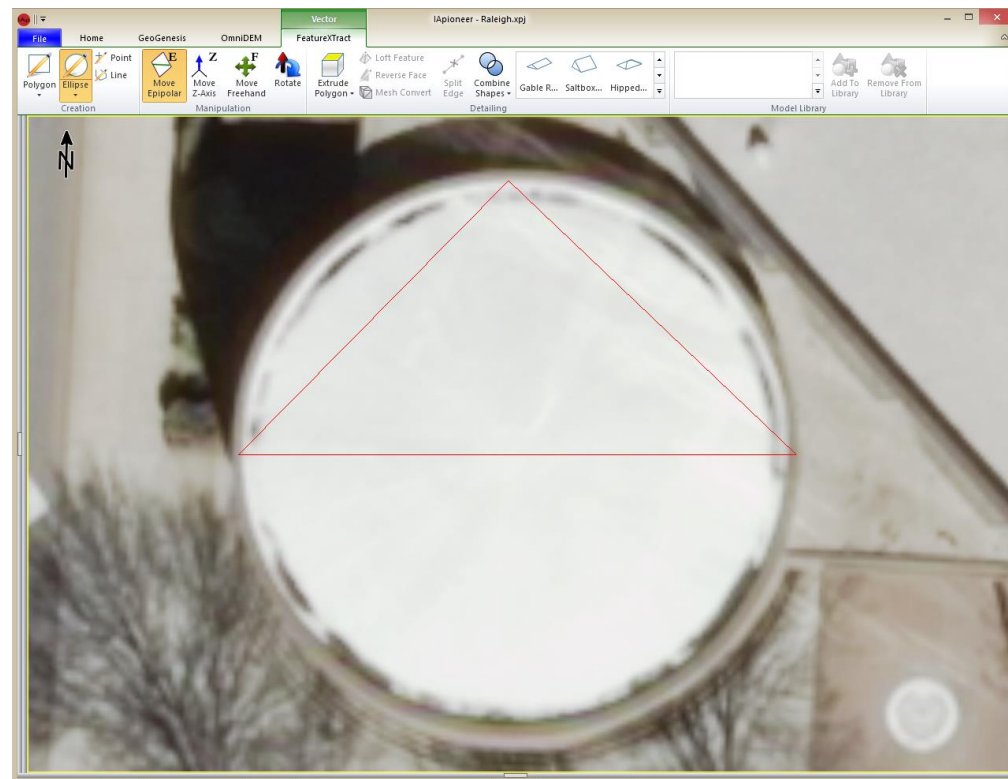 Vector
IApioneer - Raleigh.xpj
File Home GeoGenesis OmniDEM FeatureXTract
Polygon Ellipse Point Line
Creation
E Move Epipolar Z Move Z-Axis F Move Freehand Rotate
Manipulation
Extrude Polygon Loft Feature Reverse Face Mesh Convert Split Edge Combine Shapes Gable R... Saltbox... Hipped...
Detailing
Add To Library Remove From Library
Model Library
N